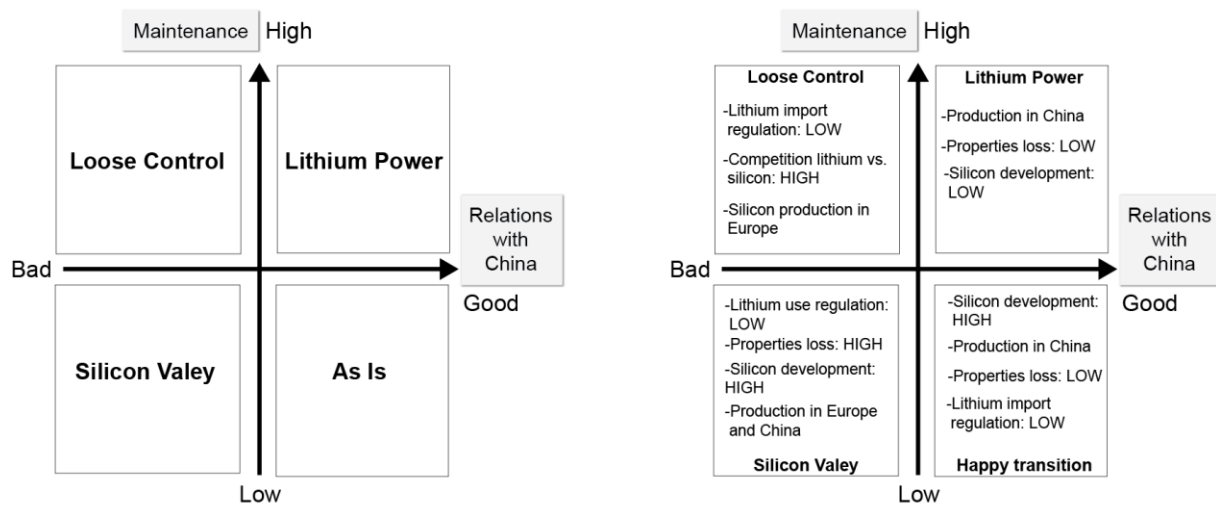 Maintenance High
Loose Control
Lithium Power
Relations
with
China
Bad
Good
Silicon Valey
As Is
Low
Maintenance High
Loose Control
-Lithium import
regulation: LOW
-Competition lithium vs.
silicon: HIGH
-Silicon production in
Europe
Lithium Power
-Production in China
-Properties loss: LOW
-Silicon development:
LOW
Relations
with
China
Bad
Good
-Lithium use regulation:
LOW
-Properties loss: HIGH
-Silicon development:
HIGH
-Production in Europe
and China
Silicon Valey
-Silicon development:
HIGH
-Production in China
-Properties loss: LOW
-Lithium import
regulation: LOW
Happy transition
Low